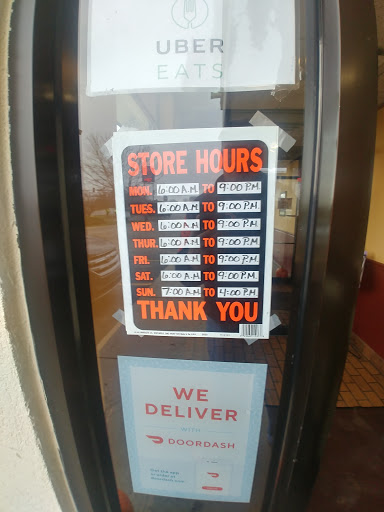 UBER
EATS
STORE HOURS
MON. 6:00 A.M TO 9:00 P.M
TUES. 6:00 A.M TO 9:00 P.M
WED. 6:00 A.M TO 9:00 P.M
THUR. 6:00 A.M TO 9:00 P.M
FRI. 6:00 A.M TO 9:00 P.M
SAT. 6:00 A.M TO 9:00 P.M
SUN. 7:00 A.M TO 4:00 P.M
THANK YOU
WE
DELIVER
WITH
DOORDASH